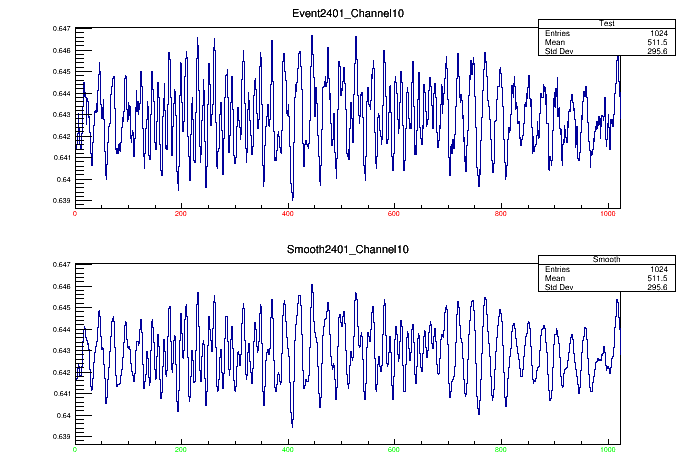 Event2401_Channel10
Test
Entries 1024
Mean 511.5
Std Dev 295.6
0.647
0.646
0.645
0.644
0.643
0.642
0.641
0.64
0.639
0 200 400 600 800 1000
Smooth2401_Channel10
Smooth
Entries 1024
Mean 511.5
Std Dev 295.6
0.647
0.646
0.645
0.644
0.643
0.642
0.641
0.64
0.639
0 200 400 600 800 1000